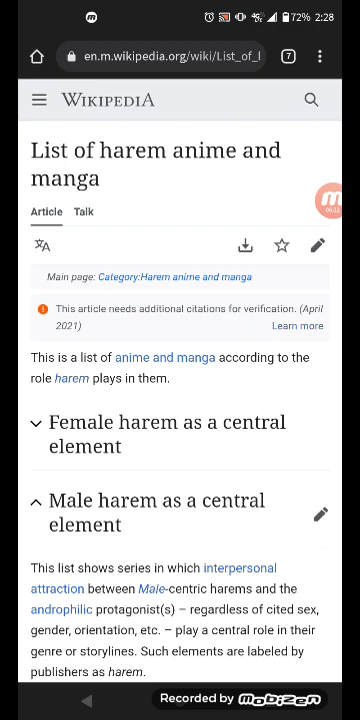 72% 2:28
en.m.wikipedia.org/wiki/List_of_l
7
WIKIPEDIA
List of harem anime and
manga
00:23
Article Talk
Main page: Category:Harem anime and manga
This article needs additional citations for verification. (April
2021)
Learn more
This is a list of anime and manga according to the
role harem plays in them.
Female harem as a central
element
Male harem as a central
element
This list shows series in which interpersonal
attraction between Male-centric harems and the
androphilic protagonist(s) – regardless of cited sex,
gender, orientation, etc. – play a central role in their
genre or storylines. Such elements are labeled by
publishers as harem.
Recorded by mobizen